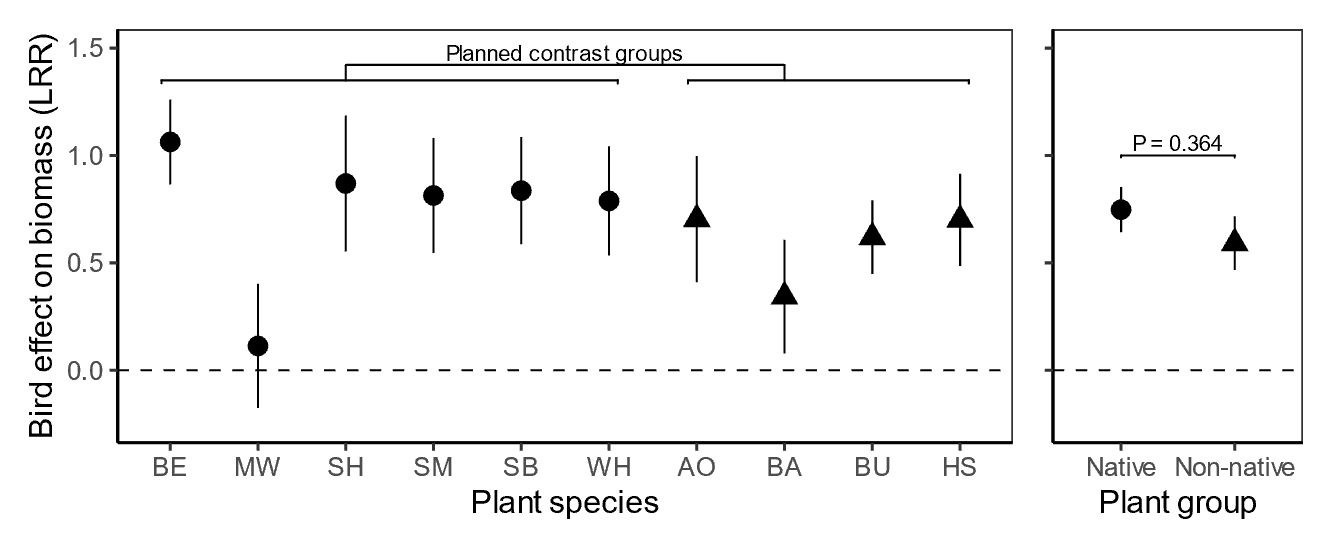 Bird effect on biomass (LRR)
1.5
1.0
0.5
0.0
Planned contrast groups
BE MW SH SM SB WH AO BA BU HS
Plant species
P = 0.364
Native Non-native
Plant group